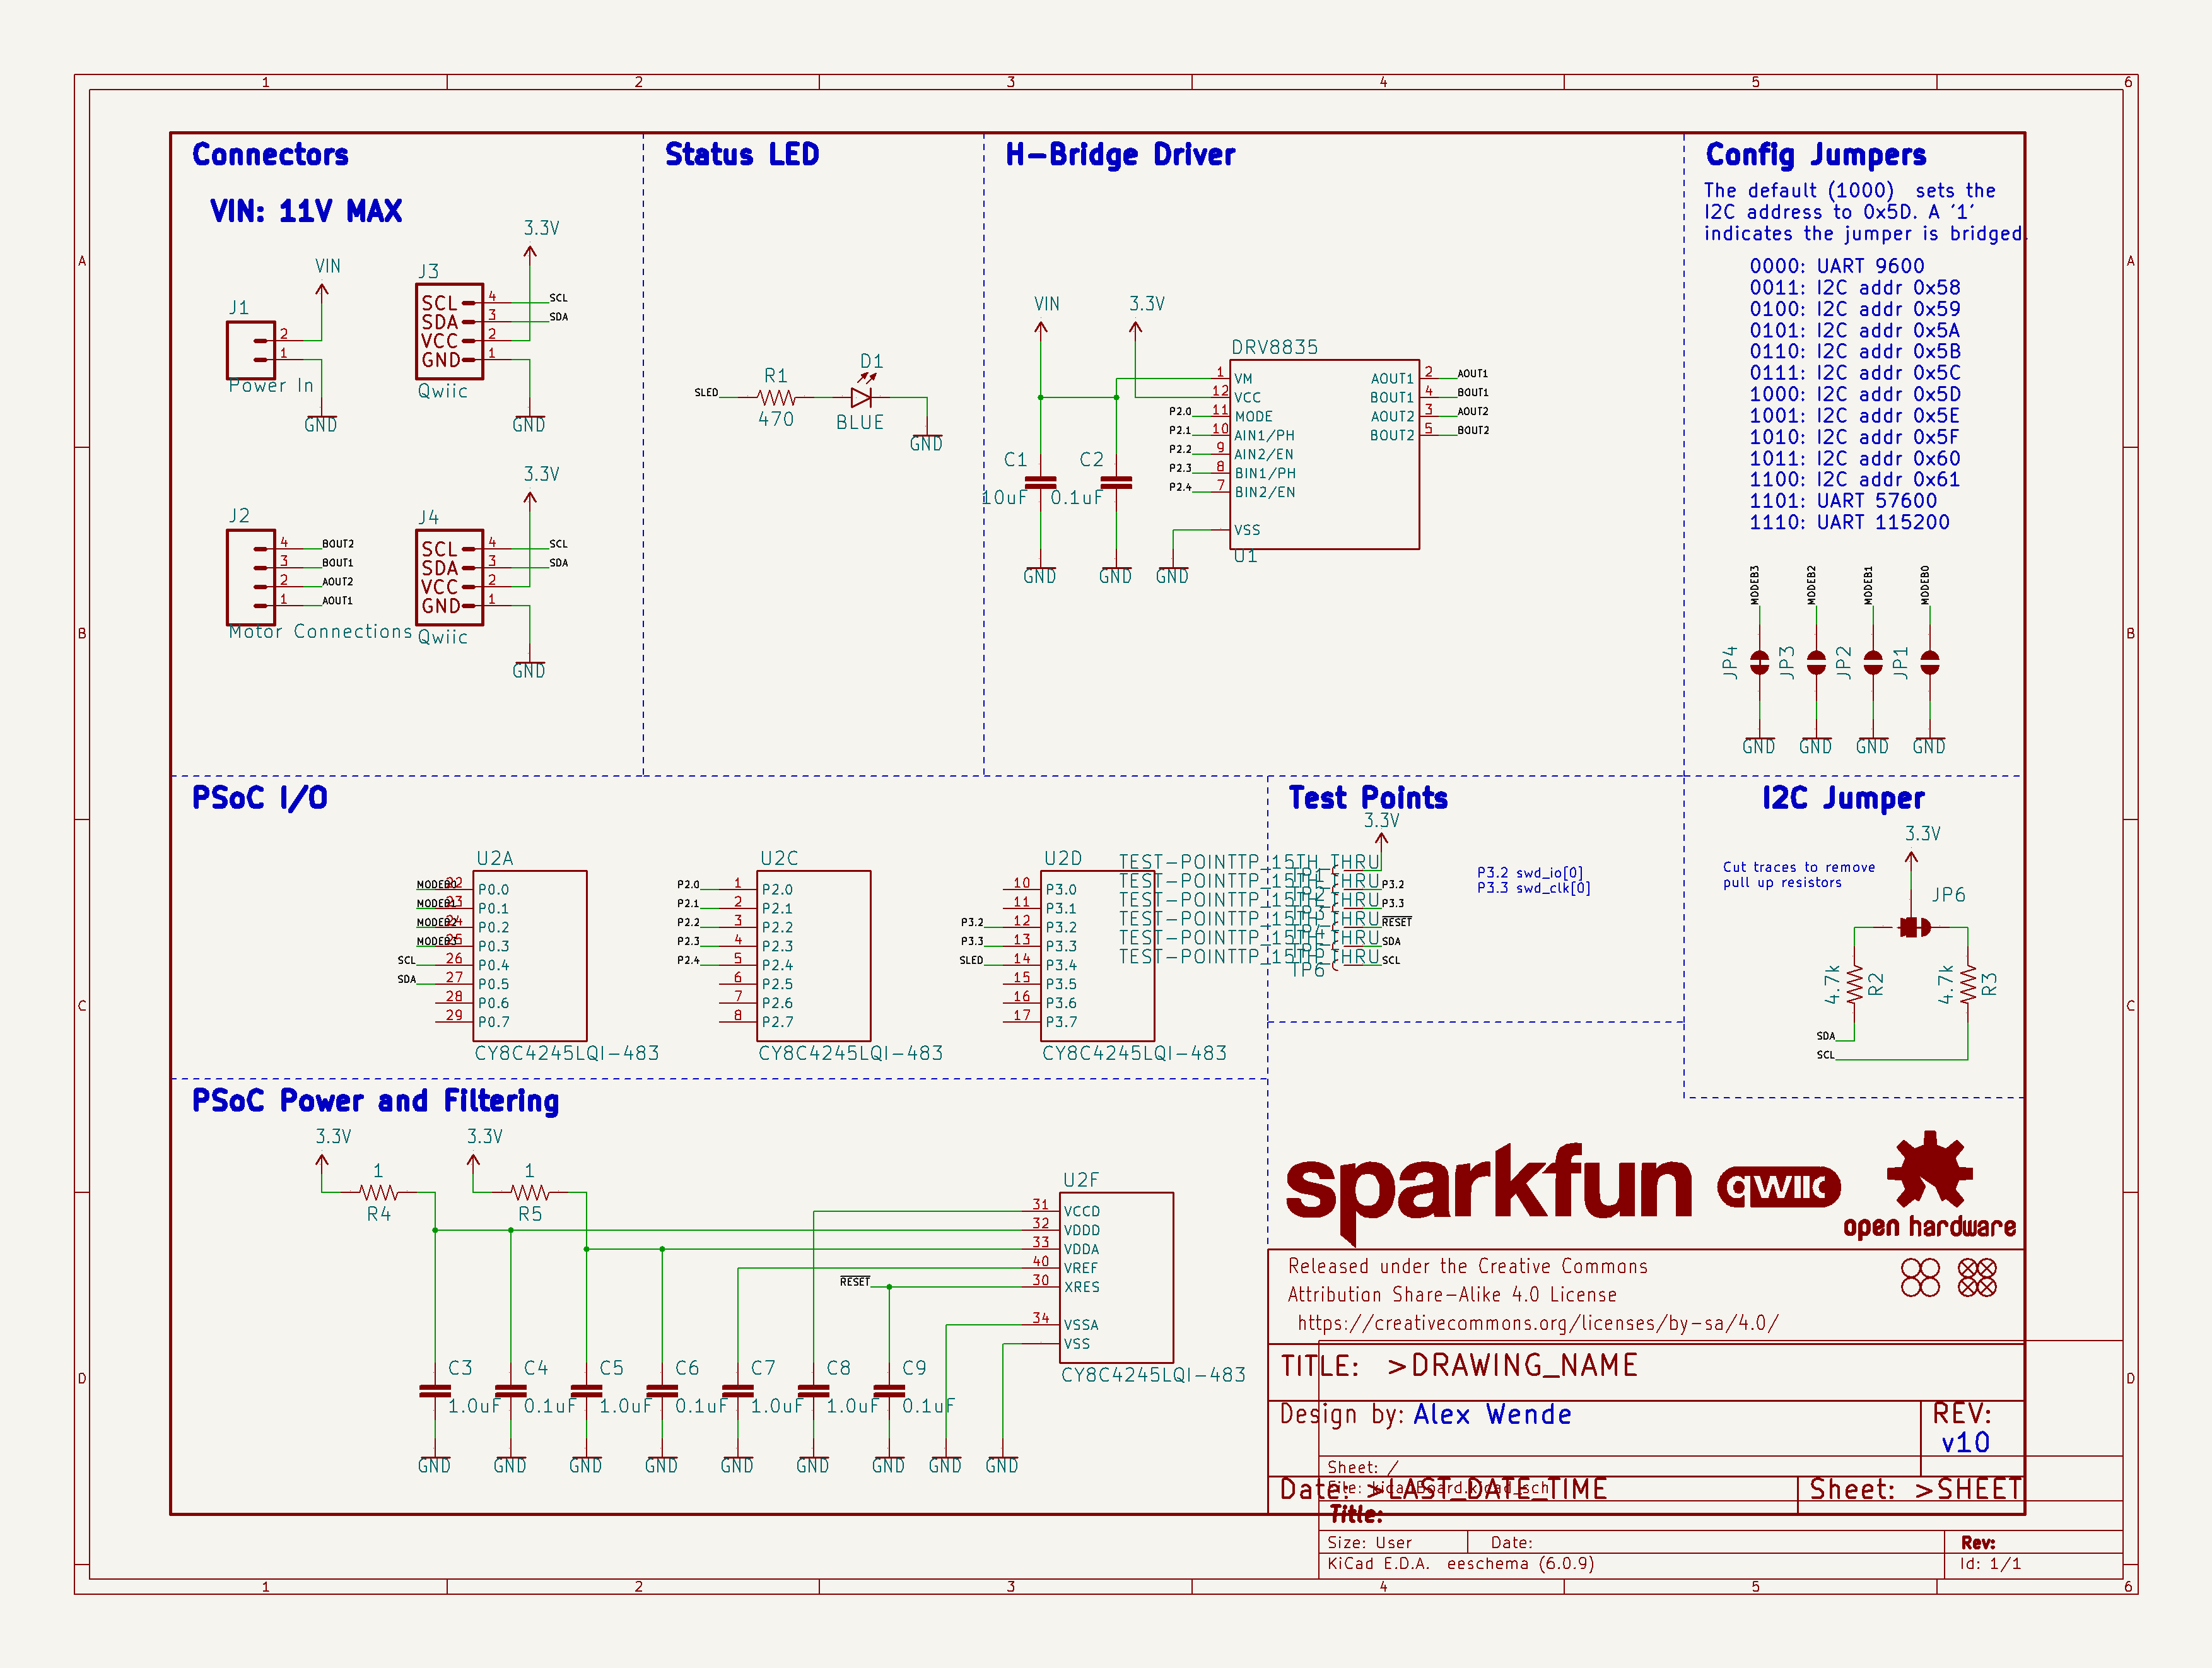 1 2 3 4 5 6
A
B
C
D
A
B
C
D
1 2 3 4 5 6
Connectors
VIN: 11V MAX
VIN
J1
2
1
Power In
GND
3.3V
J3
SCL 4 SCL
SDA 3 SDA
VCC 2
GND 1
Qwiic
GND
J2
4 BOUT2
3 BOUT1
2 AOUT2
1 AOUT1
Motor Connections
3.3V
J4
SCL 4 SCL
SDA 3 SDA
VCC 2
GND 1
Qwiic
GND
Status LED
SLED
R1
470
D1
BLUE
GND
H-Bridge Driver
VIN
3.3V
DRV8835
1 VM AOUT1 2 AOUT1
12 VCC BOUT1 4 BOUT1
P2.0 11 MODE AOUT2 3 AOUT2
P2.1 10 AIN1/PH BOUT2 5 BOUT2
P2.2 9 AIN2/EN
P2.3 8 BIN1/PH
P2.4 7 BIN2/EN
VSS
U1
C1
10uF
C2
0.1uF
GND GND GND
Config Jumpers
The default (1000) sets the
I2C address to 0x5D. A '1'
indicates the jumper is bridged.
0000: UART 9600
0011: I2C addr 0x58
0100: I2C addr 0x59
0101: I2C addr 0x5A
0110: I2C addr 0x5B
0111: I2C addr 0x5C
1000: I2C addr 0x5D
1001: I2C addr 0x5E
1010: I2C addr 0x5F
1011: I2C addr 0x60
1100: I2C addr 0x61
1101: UART 57600
1110: UART 115200
MODEB3 MODEB2 MODEB1 MODEB0
JP4 JP3 JP2 JP1
GND GND GND GND
PSoC I/O
U2A
MODEB0 22 P0.0
MODEB1 23 P0.1
MODEB2 24 P0.2
MODEB3 25 P0.3
SCL 26 P0.4
SDA 27 P0.5
28 P0.6
29 P0.7
CY8C4245LQI-483
U2C
P2.0 1 P2.0
P2.1 2 P2.1
P2.2 3 P2.2
P2.3 4 P2.3
P2.4 5 P2.4
6 P2.5
7 P2.6
8 P2.7
CY8C4245LQI-483
U2D
10 P3.0
11 P3.1
P3.2 12 P3.2
P3.3 13 P3.3
SLED 14 P3.4
15 P3.5
16 P3.6
17 P3.7
CY8C4245LQI-483
Test Points
3.3V
TEST-POINTTP_15TH_THRU
TP1
TEST-POINTTP_15TH_THRU P3.2
TEST-POINTTP_15TH_THRU P3.3
TP3
TEST-POINTTP_15TH_THRU RESET
TEST-POINTTP_15TH_THRU SDA
TEST-POINTTP_15TH_THRU SCL
TP6
P3.2 swd_io[0]
P3.3 swd_clk[0]
I2C Jumper
3.3V
Cut traces to remove
pull up resistors
JP6
4.7k R2
4.7k R3
SDA
SCL
PSoC Power and Filtering
3.3V
1
R4
3.3V
1
R5
U2F
31 VCCD
32 VDDD
33 VDDA
40 VREF
RESET 30 XRES
34 VSSA
VSS
CY8C4245LQI-483
C3 C4 C5 C6 C7 C8 C9
1.0uF 0.1uF 1.0uF 0.1uF 1.0uF 1.0uF 0.1uF
GND GND GND GND GND GND GND GND GND
sparkfun
qwiic
open hardware
Released under the Creative Commons
Attribution Share-Alike 4.0 License
https://creativecommons.org/licenses/by-sa/4.0/
TITLE: >DRAWING_NAME
Design by: Alex Wende
REV:
v10
Sheet: /
File: kicadBoard.kicad_sch
Date: >LAST_DATE_TIME
Sheet: >SHEET
Title:
Size: User Date: Rev:
KiCad E.D.A. eeschema (6.0.9) Id: 1/1